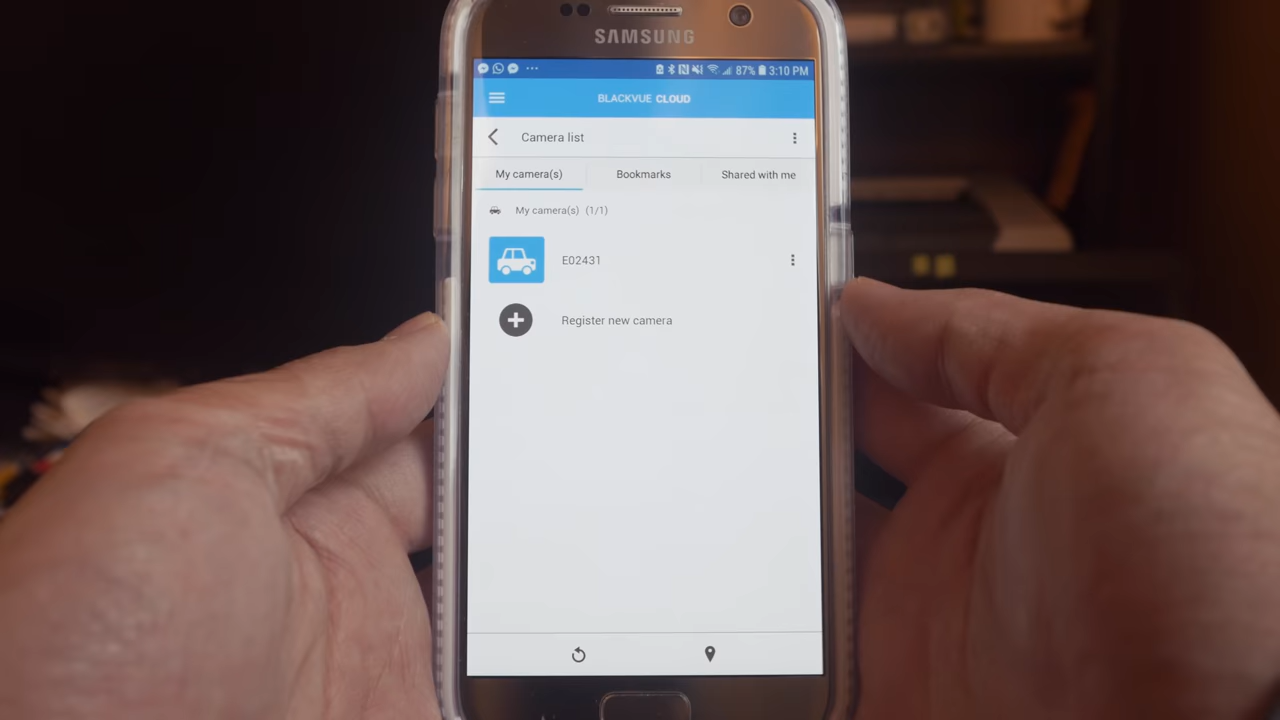 SAMSUNG
87% 3:10 PM
BLACKVUE CLOUD
Camera list
My camera(s) Bookmarks Shared with me
My camera(s) (1/1)
E02431
Register new camera